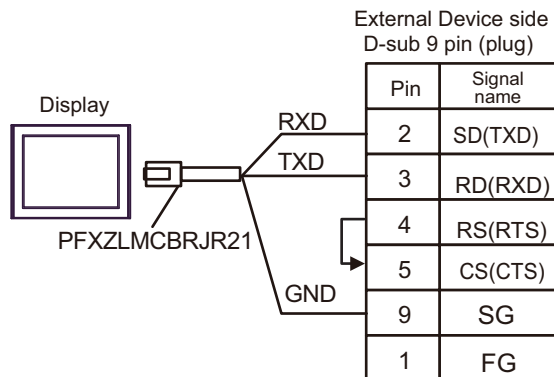 External Device side
D-sub 9 pin (plug)
Pin
Signal
name
Display
RXD
2
SD(TXD)
TXD
3
RD(RXD)
4
RS(RTS)
PFXZLMCBRJR21
5
CS(CTS)
GND
9
SG
1
FG